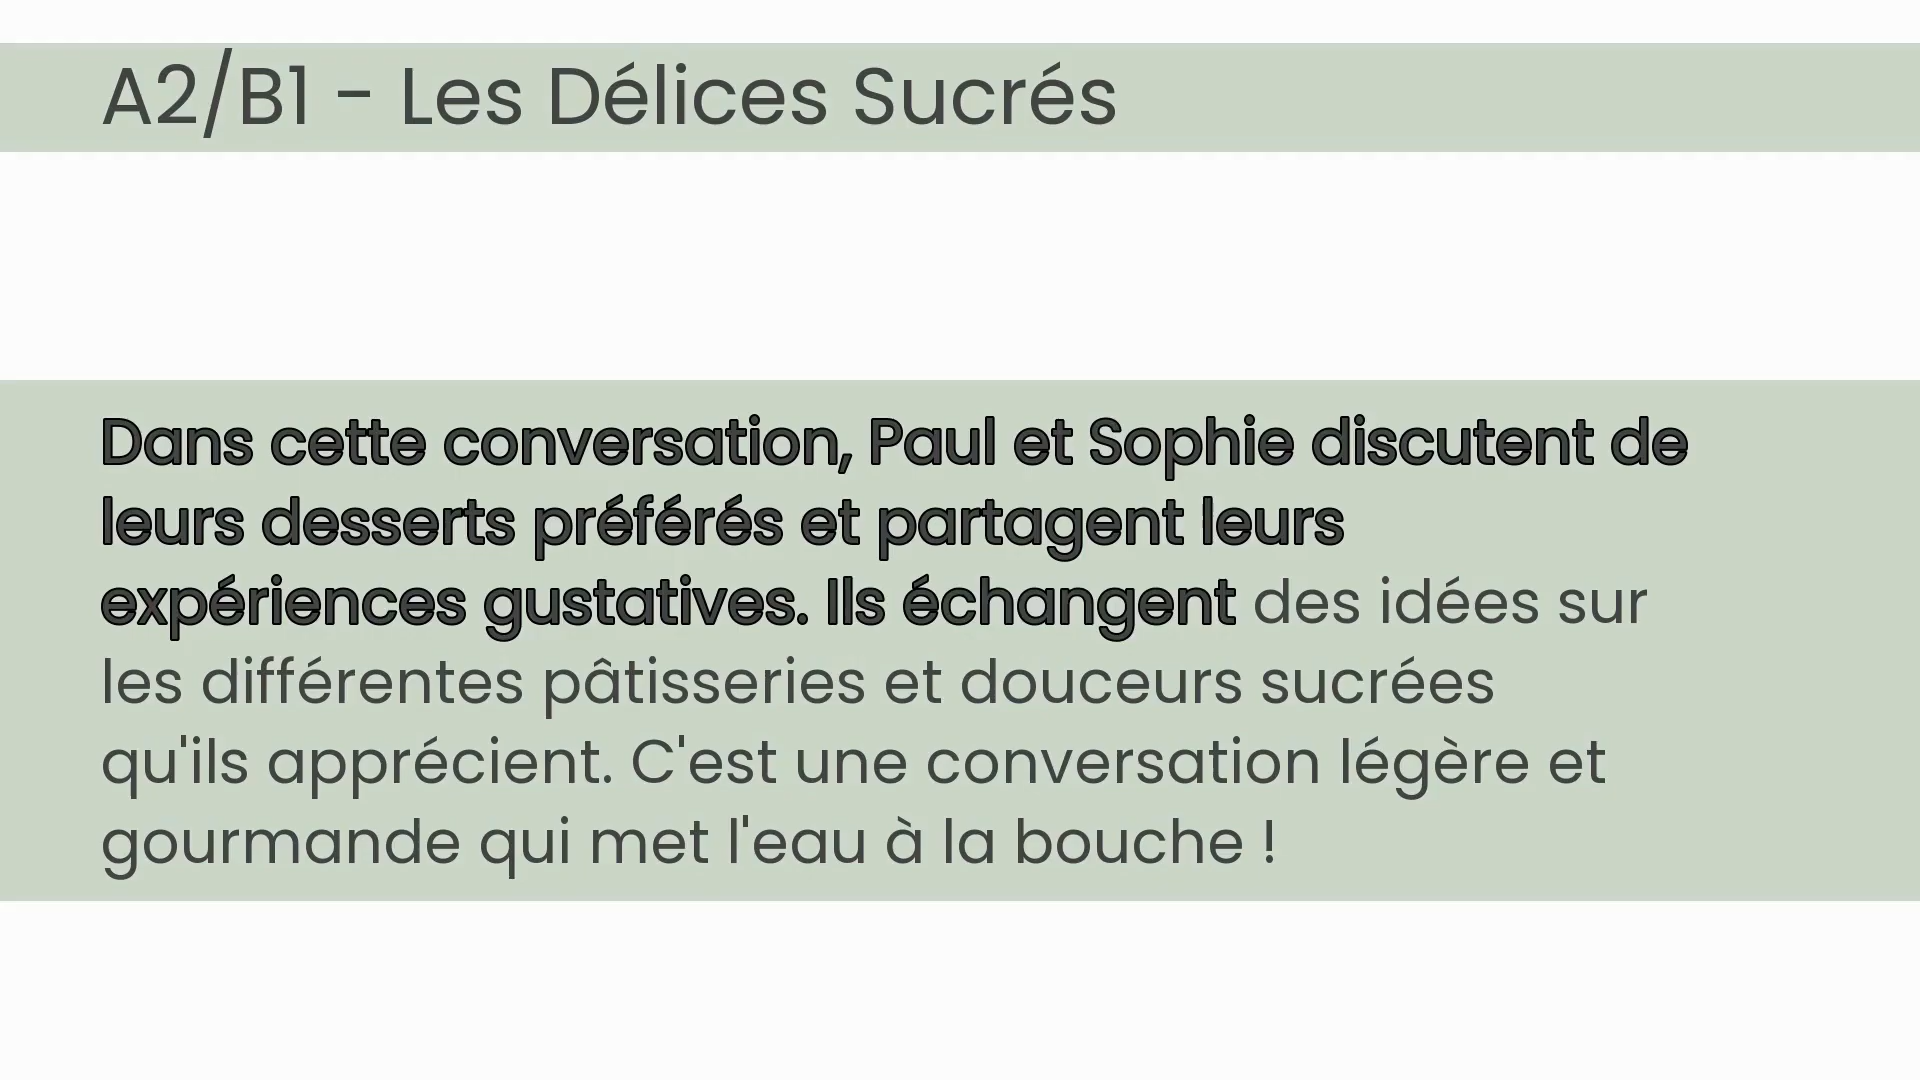 A2/B1 - Les Délices Sucrés
Dans cette conversation, Paul et Sophie discutent de
leurs desserts préférés et partagent leurs
expériences gustatives. Ils échangent des idées sur
les différentes pâtisseries et douceurs sucrées
qu'ils apprécient. C'est une conversation légère et
gourmande qui met l'eau à la bouche !